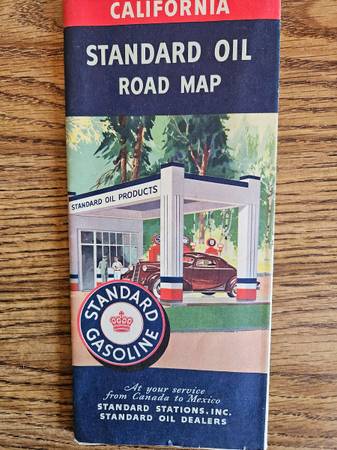 CALIFORNIA
STANDARD OIL
ROAD MAP
STANDARD OIL PRODUCTS
STANDARD
GASOLINE
At your service
from Canada to Mexico
STANDARD STATIONS, INC.
STANDARD OIL DEALERS